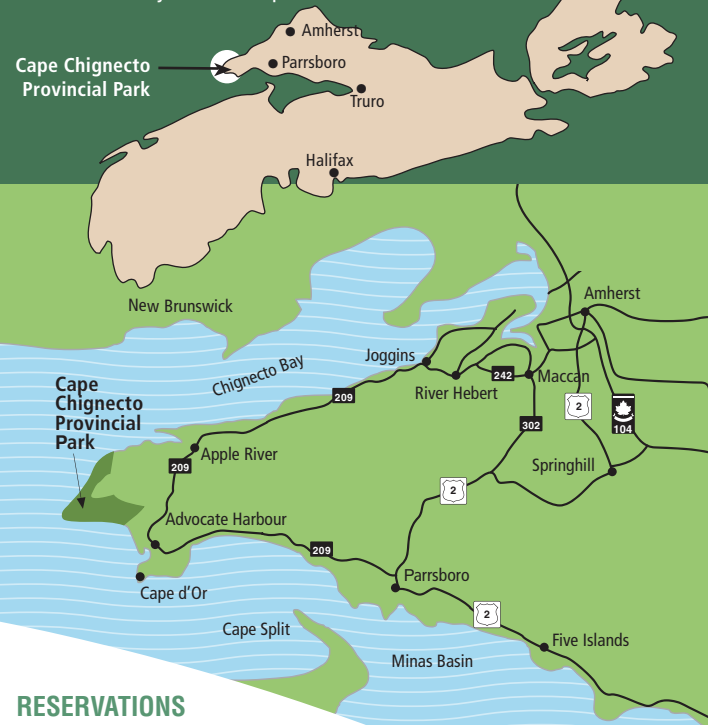 Amherst
Cape Chignecto
Provincial Park
Parrsboro
Truro
Halifax
New Brunswick
Amherst
Chignecto Bay
Joggins
River Hebert
242
Maccan
209
2
104
302
Cape
Chignecto
Provincial
Park
Apple River
209
Springhill
2
Advocate Harbour
209
Parrsboro
Cape d’Or
2
Cape Split
Five Islands
Minas Basin
RESERVATIONS